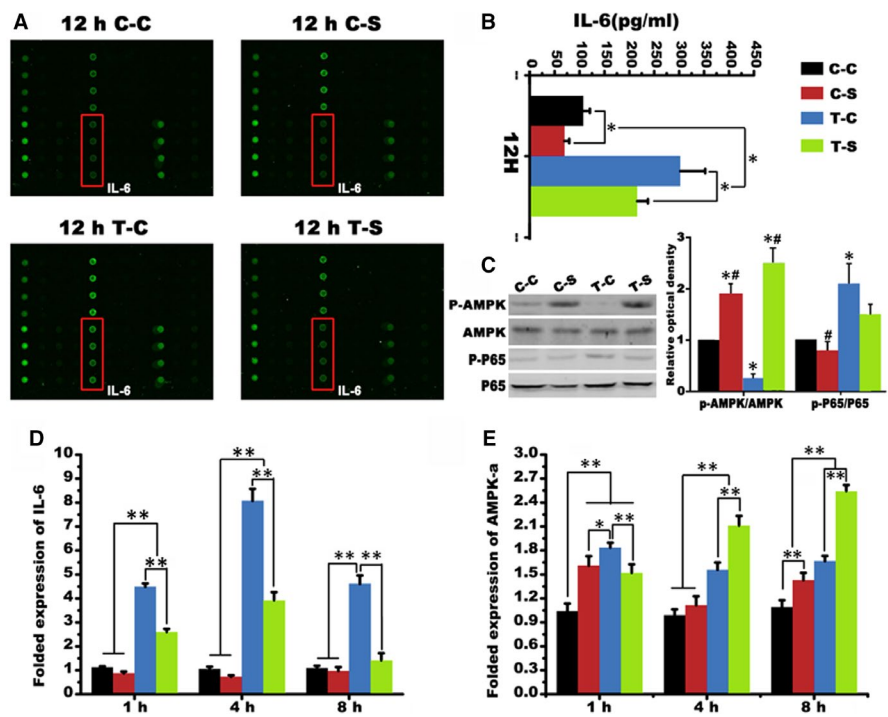 A
12 h C-C
12 h C-S
IL-6
IL-6
12 h T-C
12 h T-S
IL-6
IL-6
B
IL-6(pg/ml)
0 50 100 150 200 250 300 350 400 450
12H
*
*
*
C-C
C-S
T-C
T-S
C
C-C C-S T-C T-S
P-AMPK
AMPK
P-P65
P65
Relative optical density
3
2
1
0
*#
*
*#
#
*
p-AMPK/AMPK p-P65/P65
D
Folded expression of IL-6
10
9
8
7
6
5
4
3
2
1
0
**
**
**
**
**
**
1 h 4 h 8 h
E
Folded expression of AMPK-a
3.0
2.7
2.4
2.1
1.8
1.5
1.2
0.9
0.6
0.3
0.0
**
*
**
**
**
**
**
**
1 h 4 h 8 h